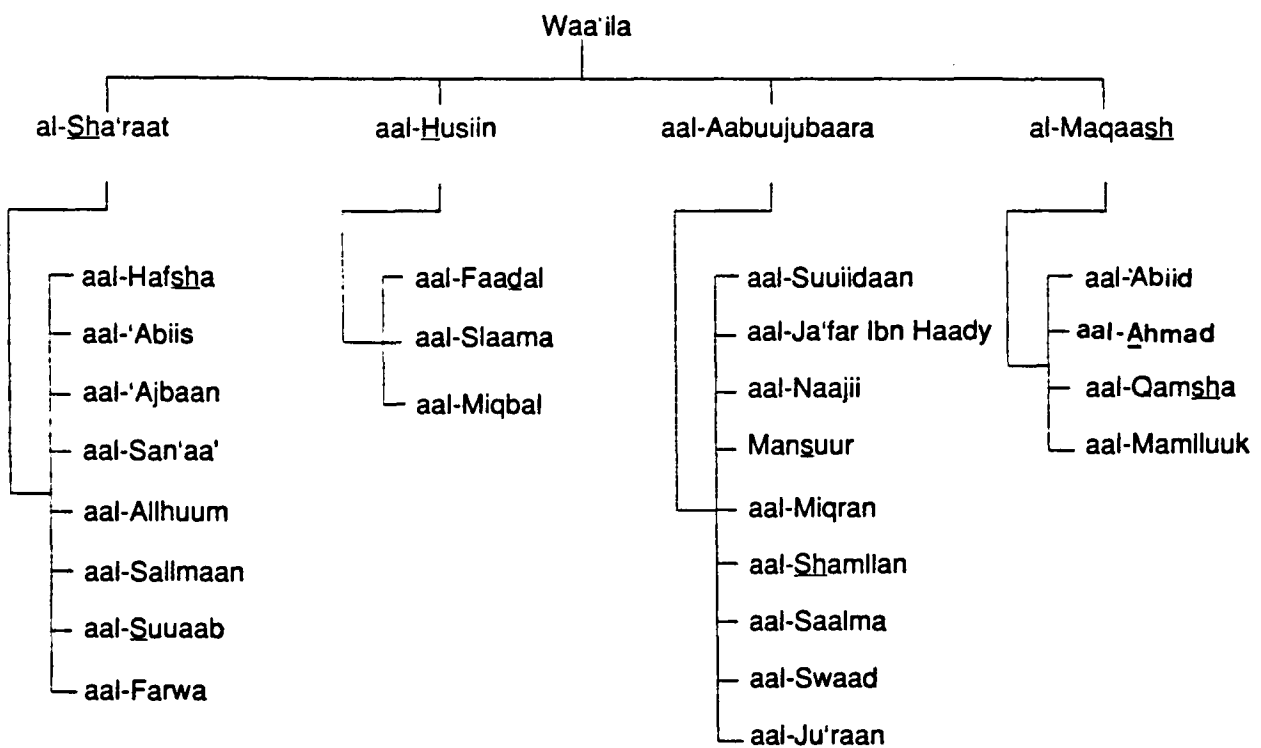 Waa'ila
al-Sha'raat
aal-Husiin
aal-Aabuujubaara
al-Maqaash
aal-Hafsha
aal-'Abiis
aal-'Ajbaan
aal-San'aa'
aal-Allhuum
aal-Sallmaan
aal-Suuaab
aal-Farwa
aal-Faadal
aal-Slaama
aal-Miqbal
aal-Suuiidaan
aal-Ja'far Ibn Haady
aal-Naajii
Mansuur
aal-Miqran
aal-Shamllan
aal-Saalma
aal-Swaad
aal-Ju'raan
aal-'Abiid
aal-Ahmad
aal-Qamsha
aal-Mamlluuk